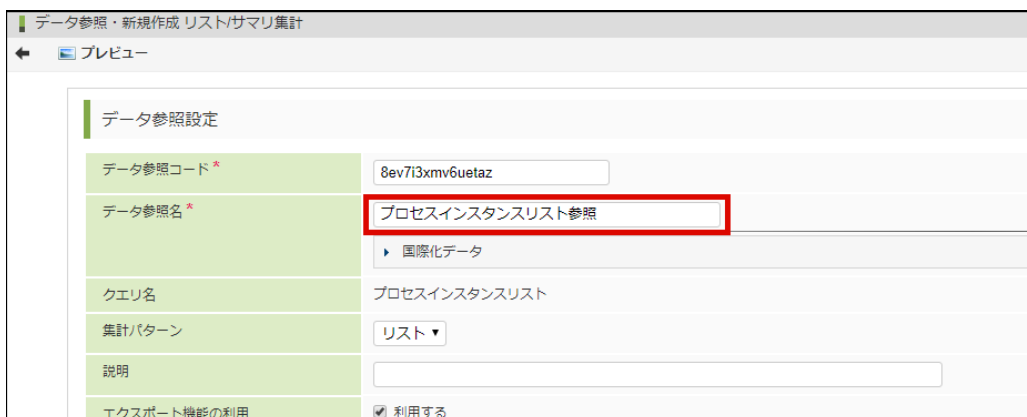 データ参照・新規作成 リスト/サマリ集計
プレビュー
データ参照設定
データ参照コード* 8ev7i3xmv6uetaz
データ参照名* プロセスインスタンスリスト参照
国際化データ
クエリ名 プロセスインスタンスリスト
集計パターン リスト
説明
エクスポート機能の利用 利用する